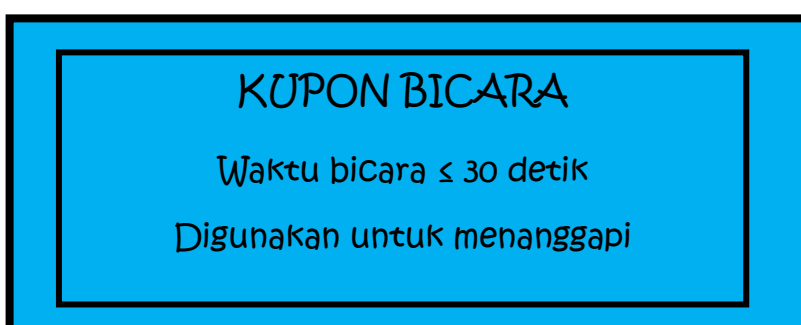 KUPON BICARA
Waktu bicara ≤ 30 detik
Digunakan untuk menanggapi